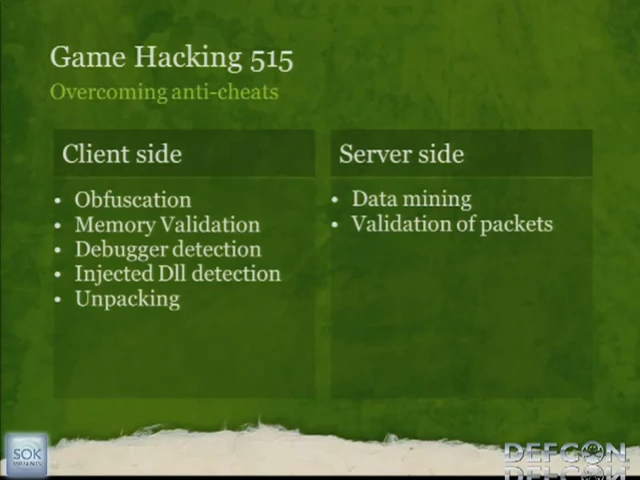 Game Hacking 515
Overcoming anti-cheats
Client side
• Obfuscation
• Memory Validation
• Debugger detection
• Injected Dll detection
• Unpacking
Server side
• Data mining
• Validation of packets
SOK
PRESENTS
DEFCON